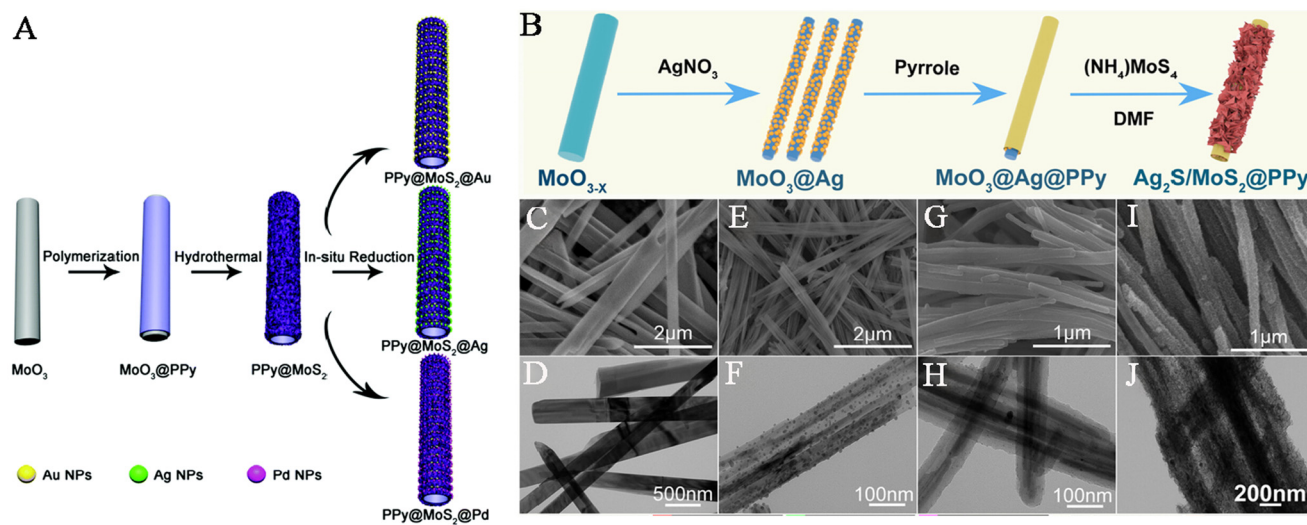 A
PPy@MoS2@Au
Polymerization
Hydrothermal
In-situ Reduction
PPy@MoS2@Ag
MoO3
MoO3@PPy
PPy@MoS2
PPy@MoS2@Pd
Au NPs
Ag NPs
Pd NPs
B
AgNO3
Pyrrole
(NH4)MoS4
DMF
MoO3-X
MoO3@Ag
MoO3@Ag@PPy
Ag2S/MoS2@PPy
C
2μm
E
2μm
G
1μm
I
1μm
D
500nm
F
100nm
H
100nm
J
200nm